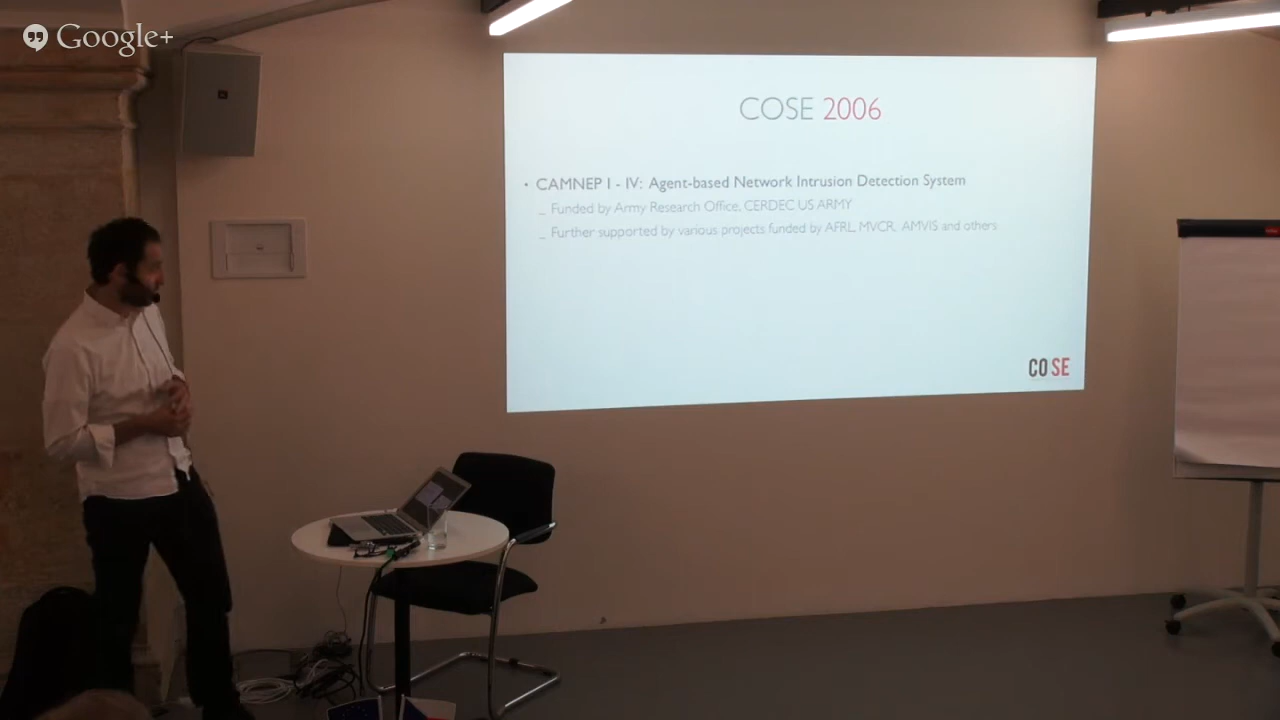 Google+
COSE 2006
• CAMNEP I - IV: Agent-based Network Intrusion Detection System
_ Funded by Army Research Office, CERDEC US ARMY
_ Further supported by various projects funded by AFRL, MVCR, AMVIS and others
COSE